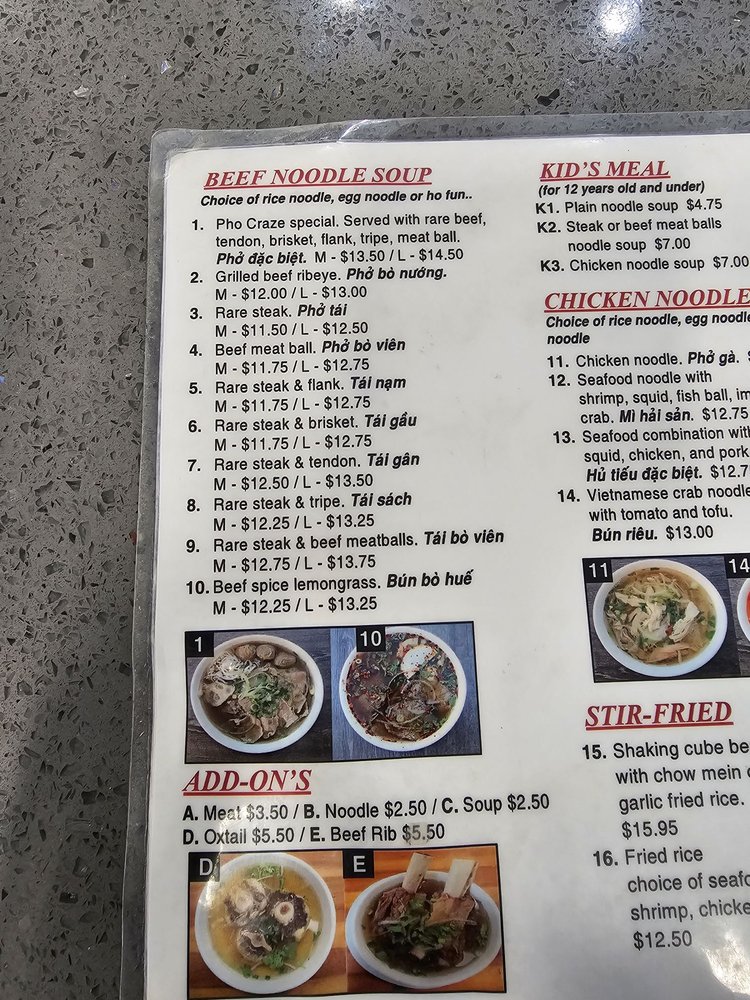 BEEF NOODLE SOUP
Choice of rice noodle, egg noodle or ho fun..
1. Pho Craze special. Served with rare beef,
tendon, brisket, flank, tripe, meat ball.
Phở đặc biệt. M - $13.50 / L - $14.50
2. Grilled beef ribeye. Phở bò nướng.
M - $12.00 / L - $13.00
3. Rare steak. Phở tái
M - $11.50 / L - $12.50
4. Beef meat ball. Phở bò viên
M - $11.75 / L - $12.75
5. Rare steak & flank. Tái nạm
M - $11.75 / L - $12.75
6. Rare steak & brisket. Tái gầu
M - $11.75 / L - $12.75
7. Rare steak & tendon. Tái gân
M - $12.50 / L - $13.50
8. Rare steak & tripe. Tái sách
M - $12.25 / L - $13.25
9. Rare steak & beef meatballs. Tái bò viên
M - $12.75 / L - $13.75
10. Beef spice lemongrass. Bún bò huế
M - $12.25 / L - $13.25
1
10
ADD-ON'S
A. Meat $3.50 / B. Noodle $2.50 / C. Soup $2.50
D. Oxtail $5.50 / E. Beef Rib $5.50
D
E
KID'S MEAL
(for 12 years old and under)
K1. Plain noodle soup $4.75
K2. Steak or beef meat balls
noodle soup $7.00
K3. Chicken noodle soup $7.00
CHICKEN NOODLE
Choice of rice noodle, egg noodle
noodle
11. Chicken noodle. Phở gà.
12. Seafood noodle with
shrimp, squid, fish ball,
crab. Mì hải sản. $12.75
13. Seafood combination with
squid, chicken, and pork
Hủ tiếu đặc biệt. $12.7
14. Vietnamese crab noodle
with tomato and tofu.
Bún riêu. $13.00
11
14
STIR-FRIED
15. Shaking cube
with chow mein
garlic fried rice.
$15.95
16. Fried rice
choice of
shrimp,
$12.50